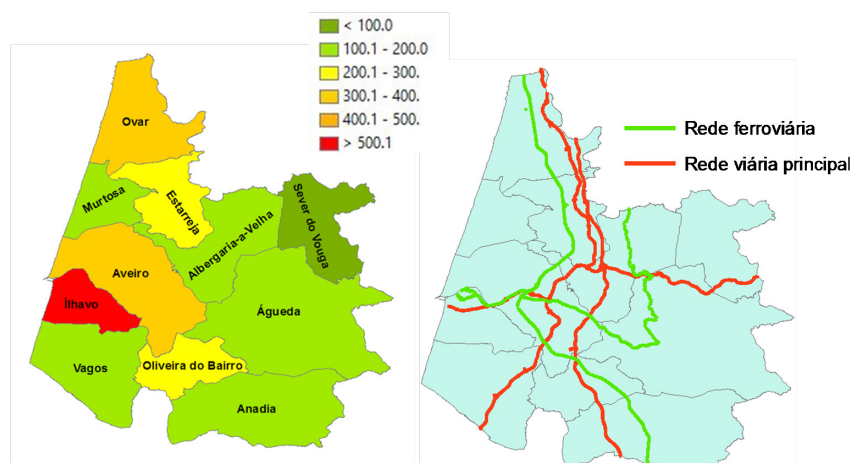 < 100.0
100.1 - 200.0
200.1 - 300.
300.1 - 400.
400.1 - 500.
> 500.1
Ovar
Murtosa
Estarreja
Albergaria-a-Velha
Sever do Vouga
Aveiro
Ílhavo
Águeda
Vagos
Oliveira do Bairro
Anadia
Rede ferroviária
Rede viária principal